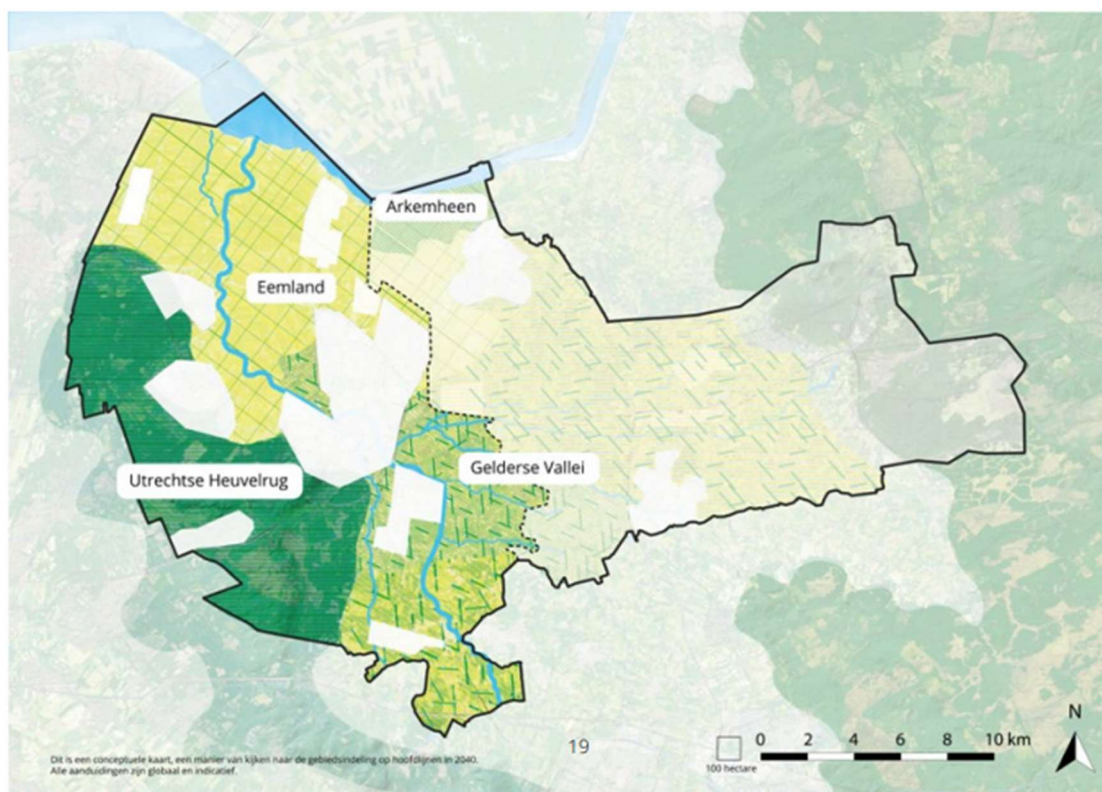 Arkemheen
Eemland
Gelderse Vallei
Utrechtse Heuvelrug
19
N
0 2 4 6 8 10 km
100 hectare
Dit is een conceptuele kaart, een manier van kijken naar de gebiedsindeling op hoofdlijnen in 2040.
Alle aanduidingen zijn globaal en indicatief.